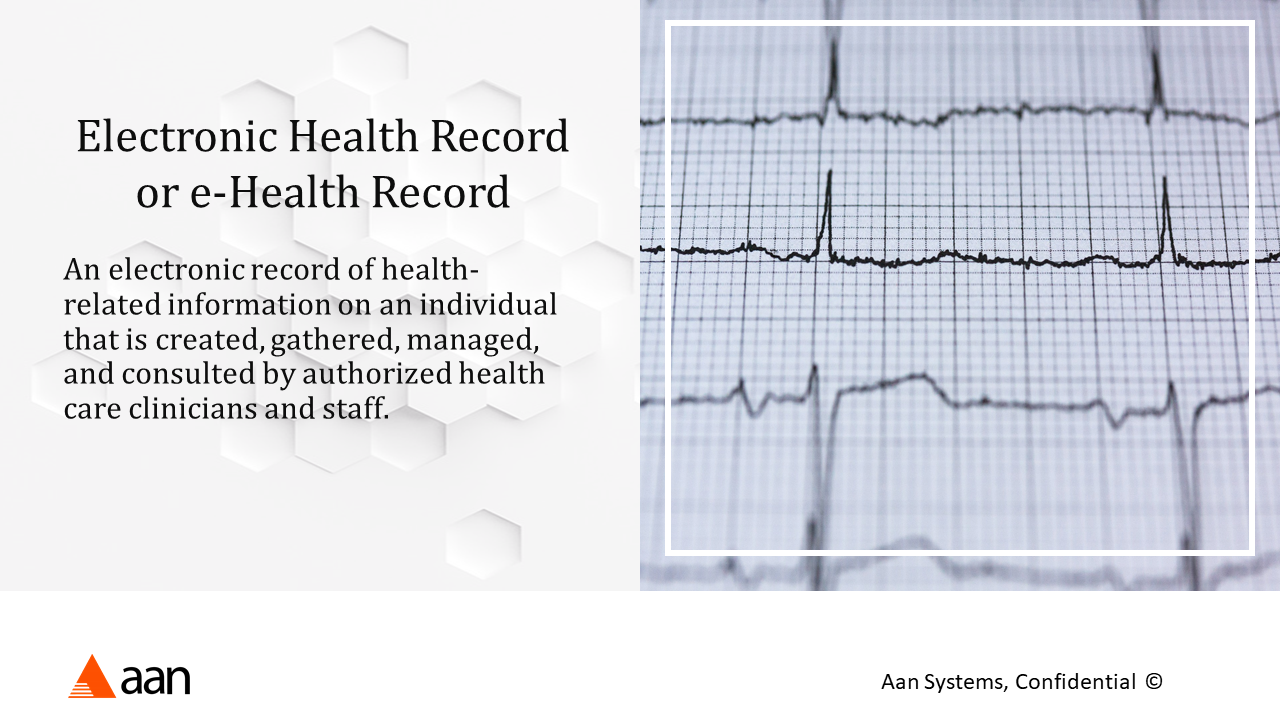 Electronic Health Record
or e-Health Record
An electronic record of health-
related information on an individual
that is created, gathered, managed,
and consulted by authorized health
care clinicians and staff.
aan
Aan Systems, Confidential ©